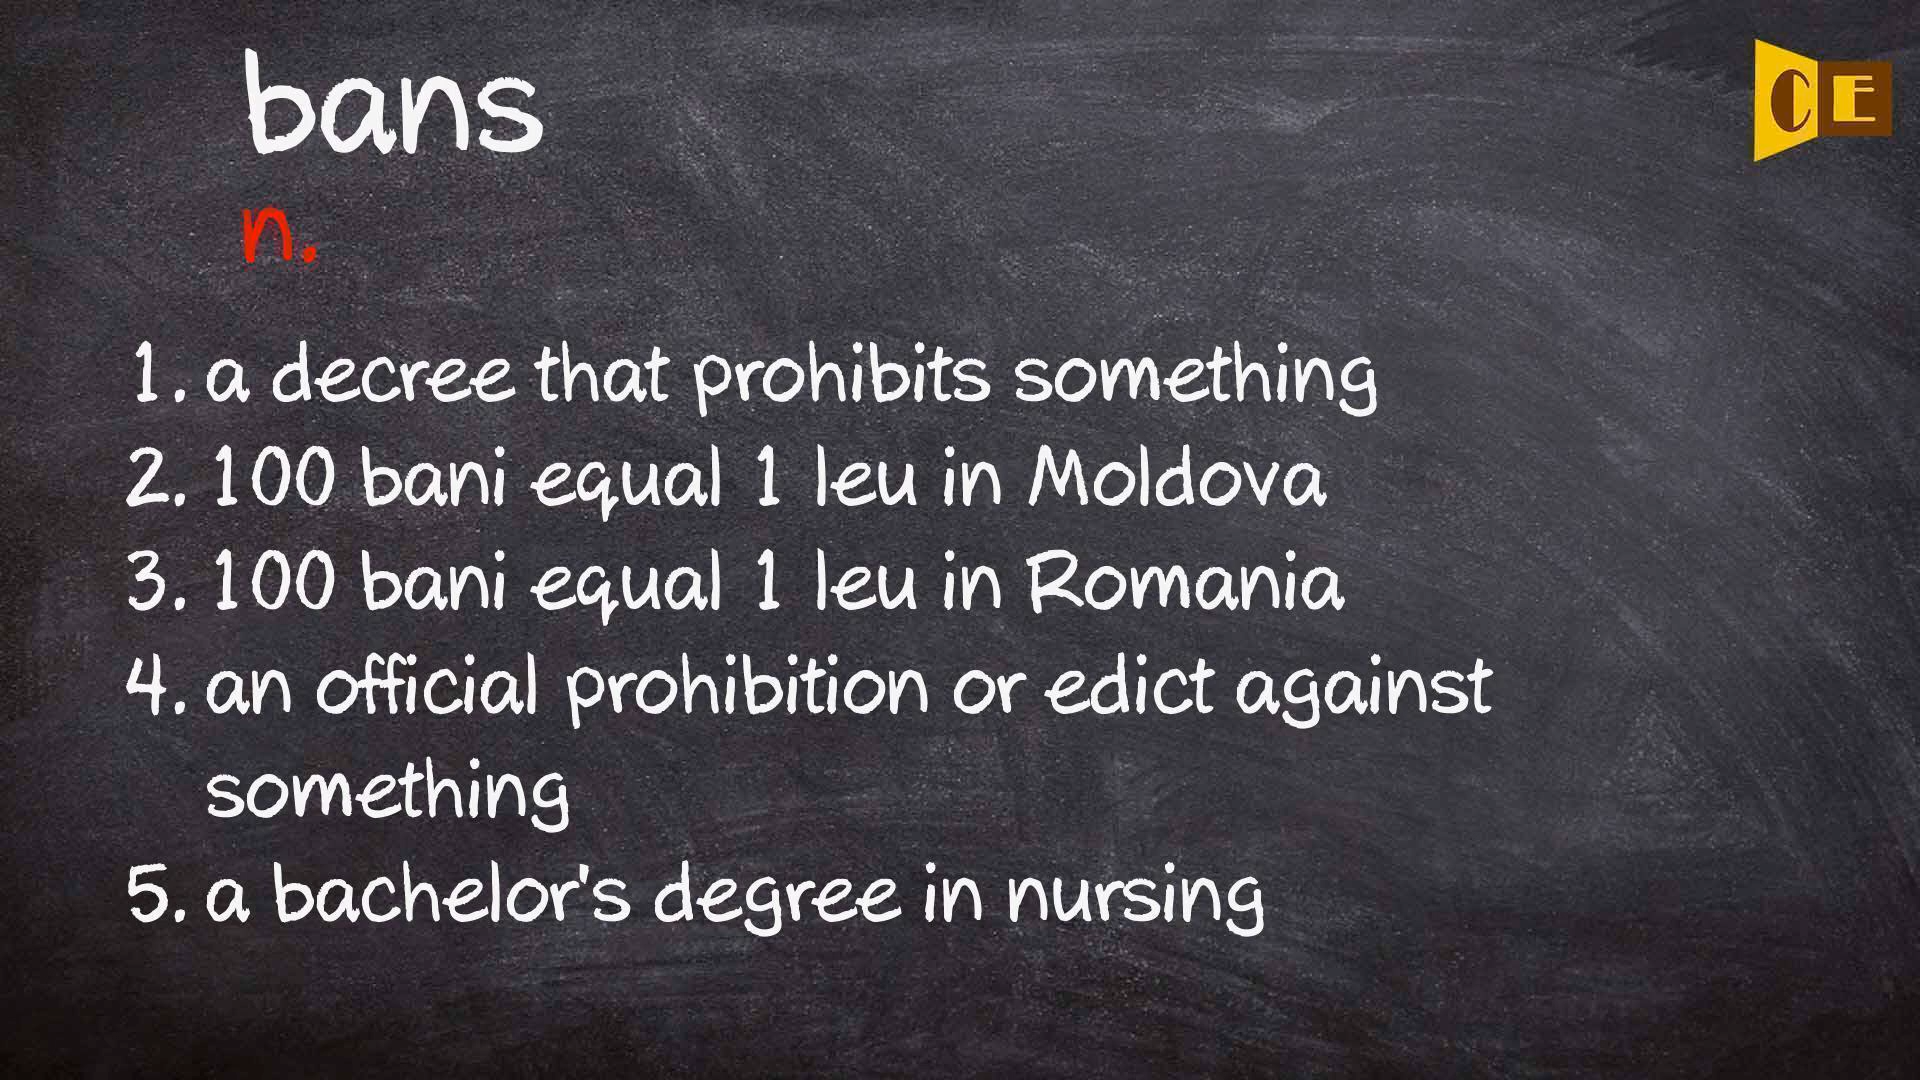 bans
CE
n.
1. a decree that prohibits something
2. 100 bani equal 1 leu in Moldova
3. 100 bani equal 1 leu in Romania
4. an official prohibition or edict against
something
5. a bachelor's degree in nursing